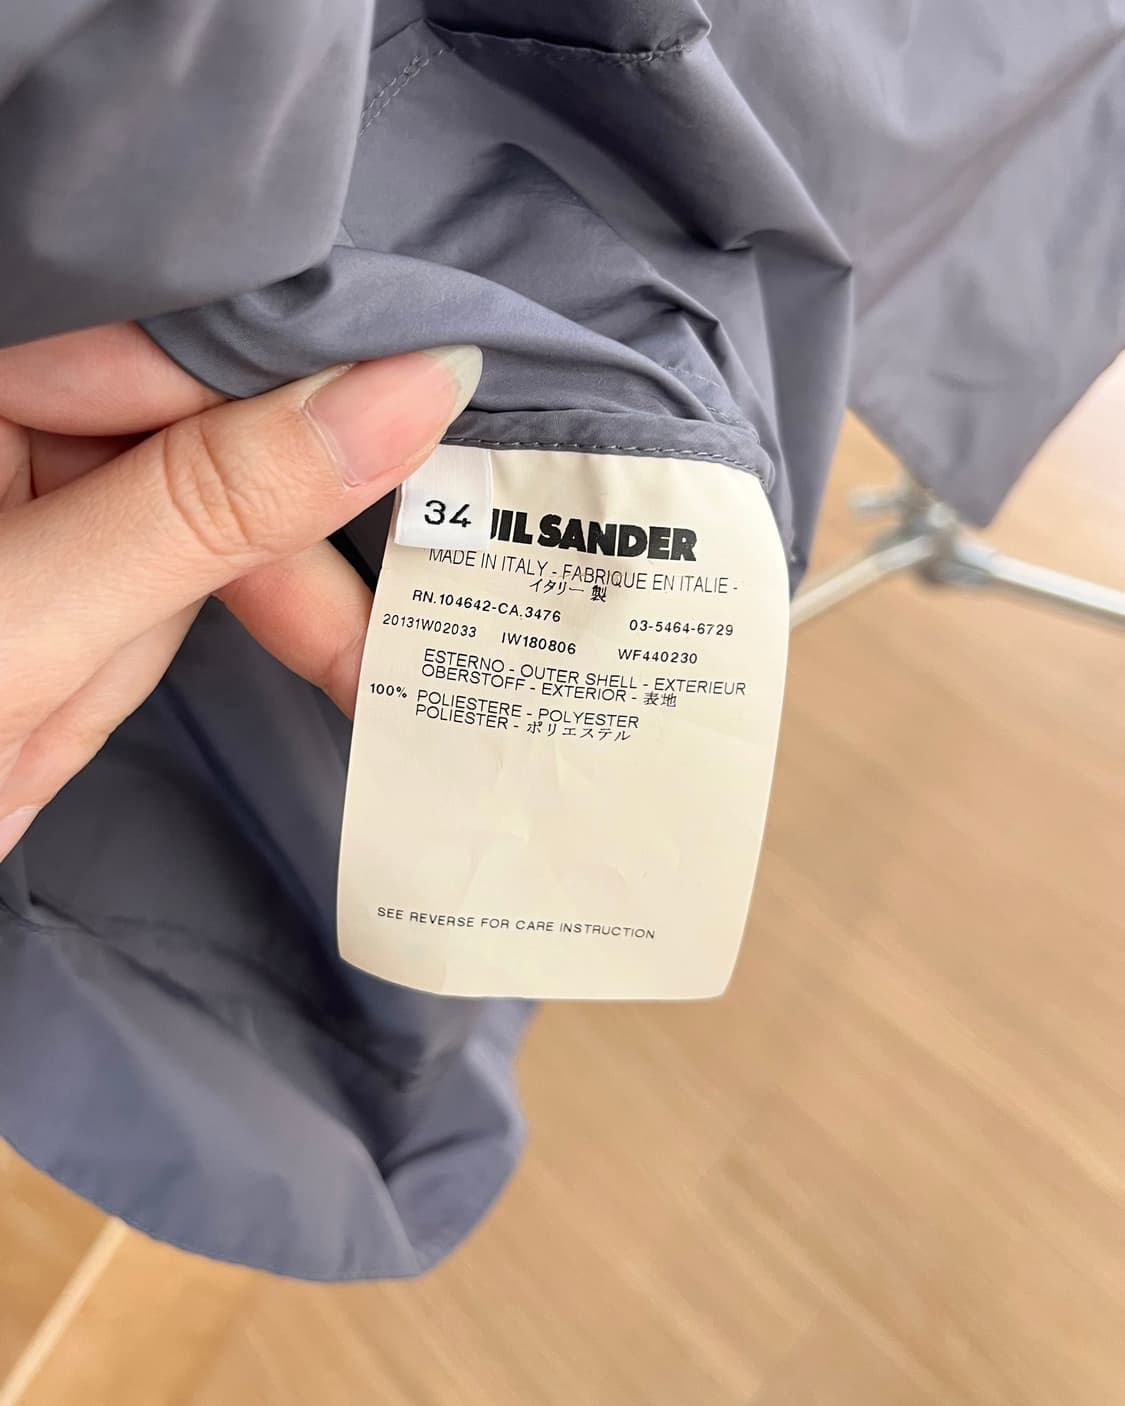 34
JIL SANDER
MADE IN ITALY - FABRIQUE EN ITALIE -
イタリー 製
RN.104642-CA.3476 03-5464-6729
20131W02033 IW180806 WF440230
ESTERNO - OUTER SHELL - EXTERIEUR
OBERSTOFF - EXTERIOR - 表地
100% POLIESTERE - POLYESTER
POLIESTER - ポリエステル
SEE REVERSE FOR CARE INSTRUCTION